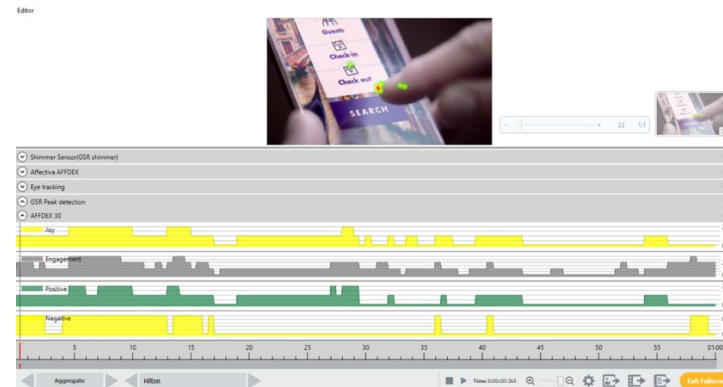 Editor
Guests
Check-in
Check out
SEARCH
- + 22 1:1
Shimmer Sensor(GSR shimmer)
Affectiva AFFDEX
Eye tracking
GSR Peak detection
AFFDEX 30
Joy
Engagement
Positive
Negative
5 10 15 20 25 30 35 40 45 50 55 01:00
Aggregate Hilton Time 0:00:00:265 Exit Fullscreen